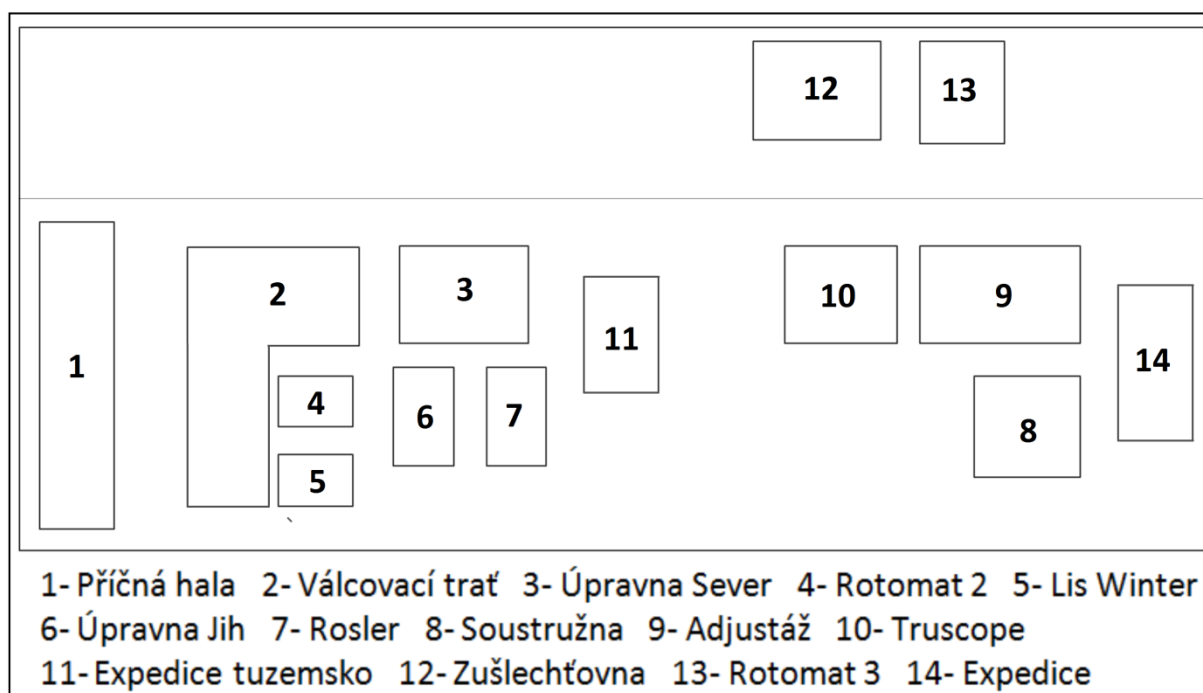 12 13
2 3 10 9
1 11 14
4 6 7 8
5
1- Příčná hala 2- Válcovací trať 3- Úpravna Sever 4- Rotomat 2 5- Lis Winter
6- Úpravna Jih 7- Rosler 8- Soustružna 9- Adjustáž 10- Truscope
11- Expedice tuzemsko 12- Zušlechťovna 13- Rotomat 3 14- Expedice